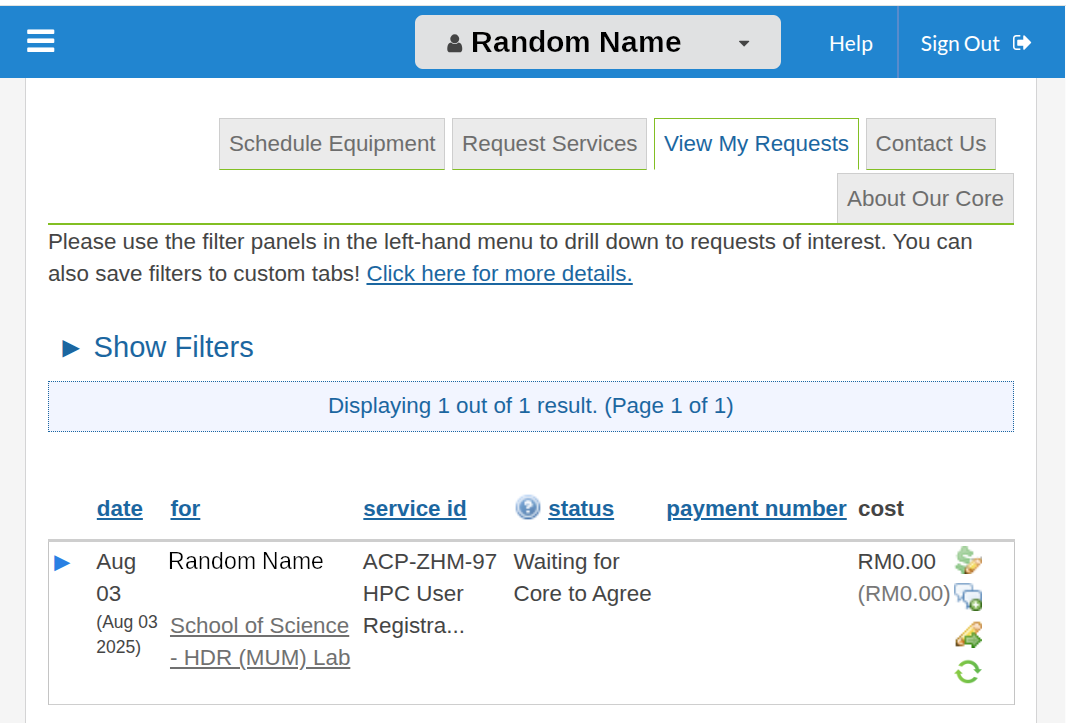 Random Name
Help
Sign Out
Schedule Equipment
Request Services
View My Requests
Contact Us
About Our Core
Please use the filter panels in the left-hand menu to drill down to requests of interest. You can
also save filters to custom tabs! Click here for more details.
Show Filters
Displaying 1 out of 1 result. (Page 1 of 1)
date for service id ? status payment number cost
Aug
03
(Aug 03
2025)
Random Name
School of Science
- HDR (MUM) Lab
ACP-ZHM-97
HPC User
Registra...
Waiting for
Core to Agree
RM0.00
(RM0.00)